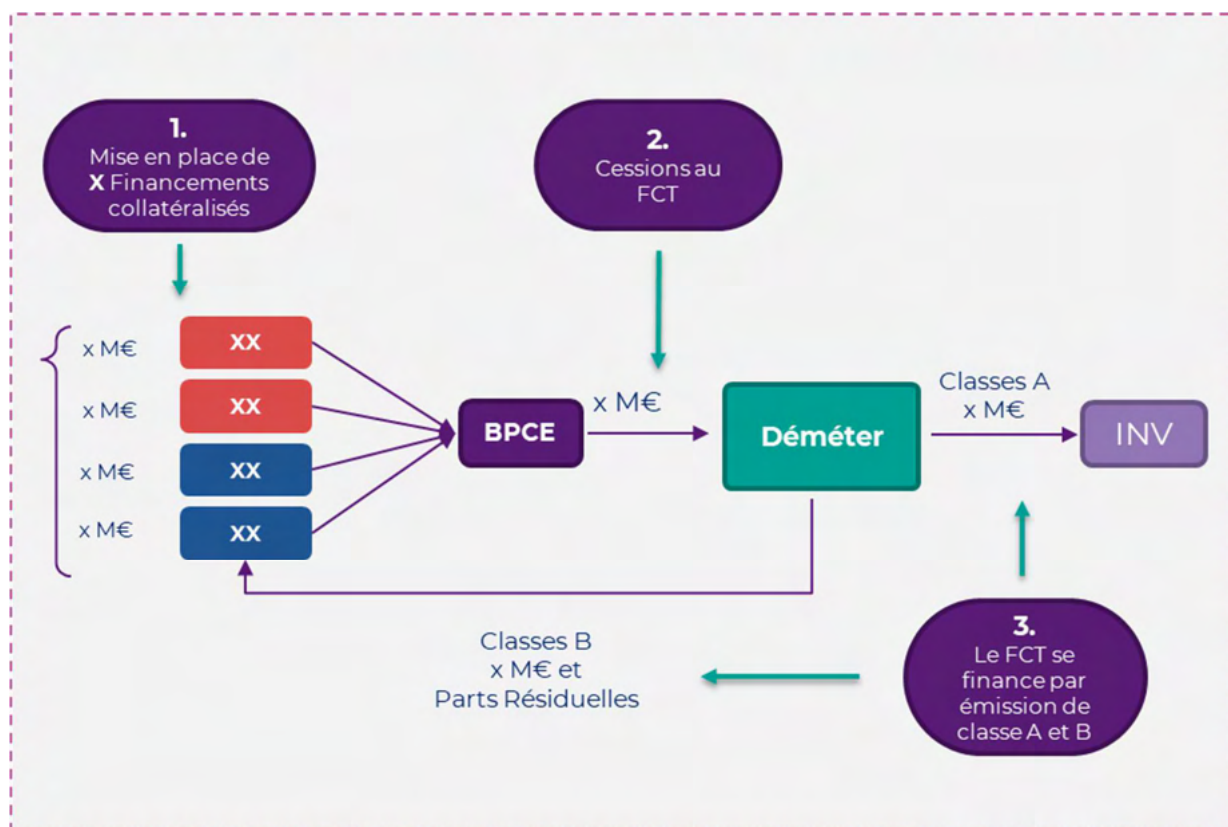 1.
Mise en place de
X Financements
collatéralisés
2.
Cessions au
FCT
x M€
XX
x M€
XX
x M€
XX
x M€
XX
BPCE
x M€
Déméter
Classes A
x M€
INV
Classes B
x M€ et
Parts Résiduelles
3.
Le FCT se
finance par
émission de
classe A et B